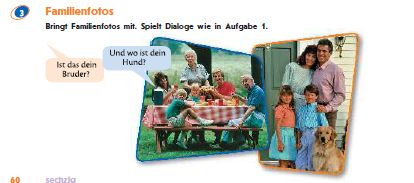 3
Familienfotos
Bringt Familienfotos mit. Spielt Dialoge wie in Aufgabe 1.
Ist das dein
Bruder?
Und wo ist dein
Hund?
60 sechzig